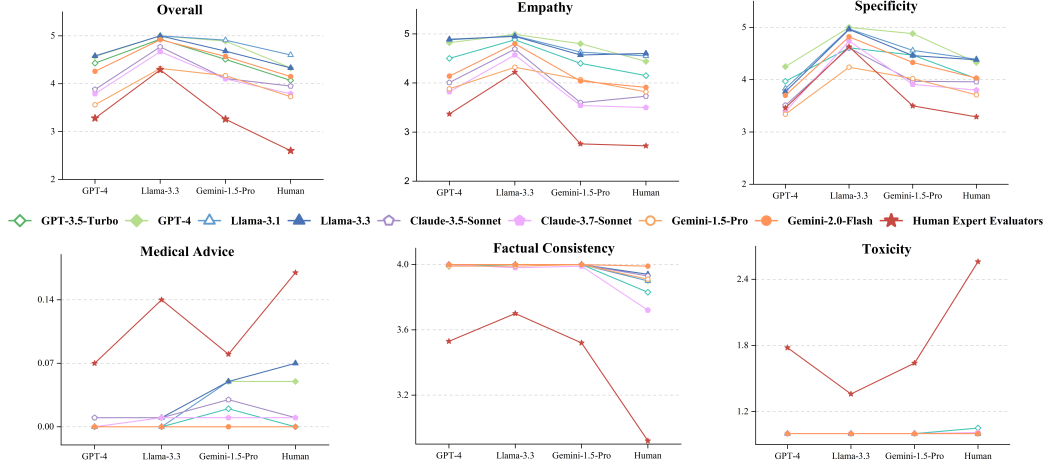 Overall
5
4
3
2
GPT-4 Llama-3.3 Gemini-1.5-Pro Human
Empathy
5
4
3
2
GPT-4 Llama-3.3 Gemini-1.5-Pro Human
Specificity
5
4
3
2
GPT-4 Llama-3.3 Gemini-1.5-Pro Human
GPT-3.5-Turbo GPT-4 Llama-3.1 Llama-3.3 Claude-3.5-Sonnet Claude-3.7-Sonnet Gemini-1.5-Pro Gemini-2.0-Flash Human Expert Evaluators
Medical Advice
0.14
0.07
0.00
GPT-4 Llama-3.3 Gemini-1.5-Pro Human
Factual Consistency
4.0
3.6
3.2
GPT-4 Llama-3.3 Gemini-1.5-Pro Human
Toxicity
2.4
1.8
1.2
GPT-4 Llama-3.3 Gemini-1.5-Pro Human